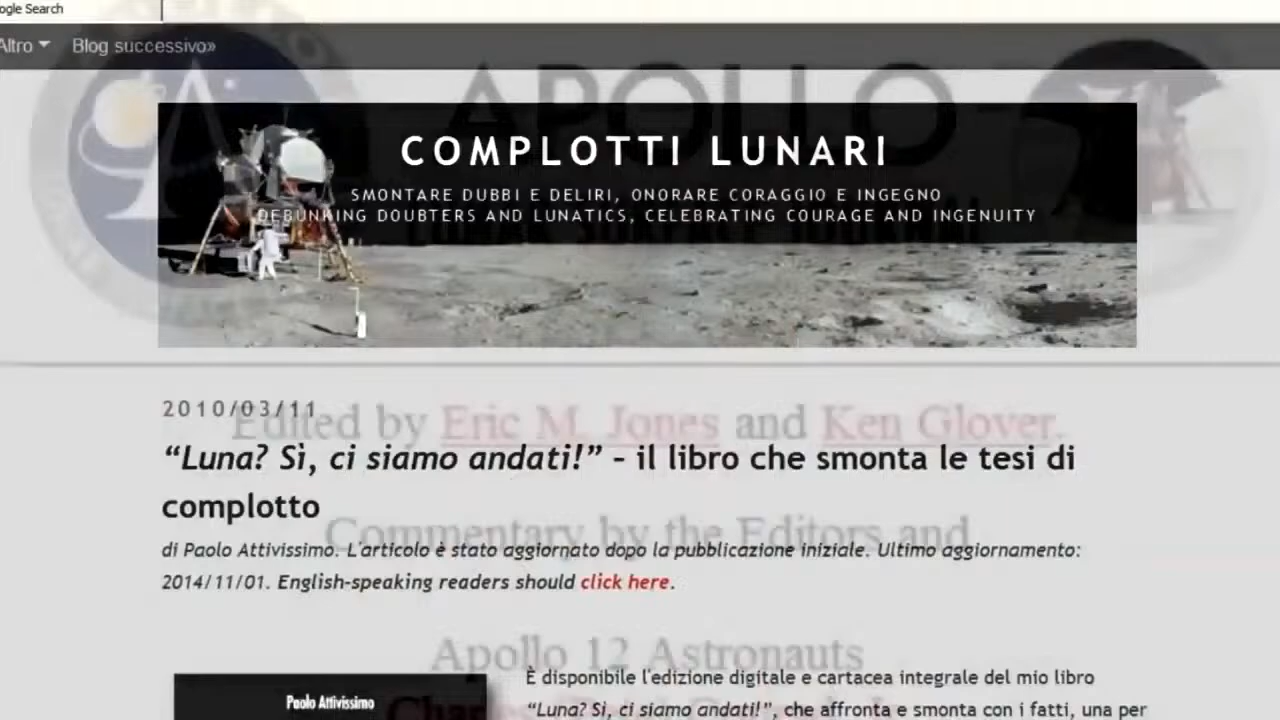 ogle Search
Altro Blog successivo»
APOLLO
COMPLOTTI LUNARI
SMONTARE DUBBI E DELIRI, ONORARE CORAGGIO E INGEGNO
DEBUNKING DOUBTERS AND LUNATICS, CELEBRATING COURAGE AND INGENUITY
2010/03/11
Edited by Eric M. Jones and Ken Glover.
“Luna? Sì, ci siamo andati!” – il libro che smonta le tesi di
complotto
Commentary by the Editors and
di Paolo Attivissimo. L'articolo è stato aggiornato dopo la pubblicazione iniziale. Ultimo aggiornamento:
2014/11/01. English-speaking readers should click here.
Apollo 12 Astronauts
È disponibile l'edizione digitale e cartacea integrale del mio libro
Paolo Attivissimo
“Luna? Sì, ci siamo andati!”, che affronta e smonta con i fatti, una per